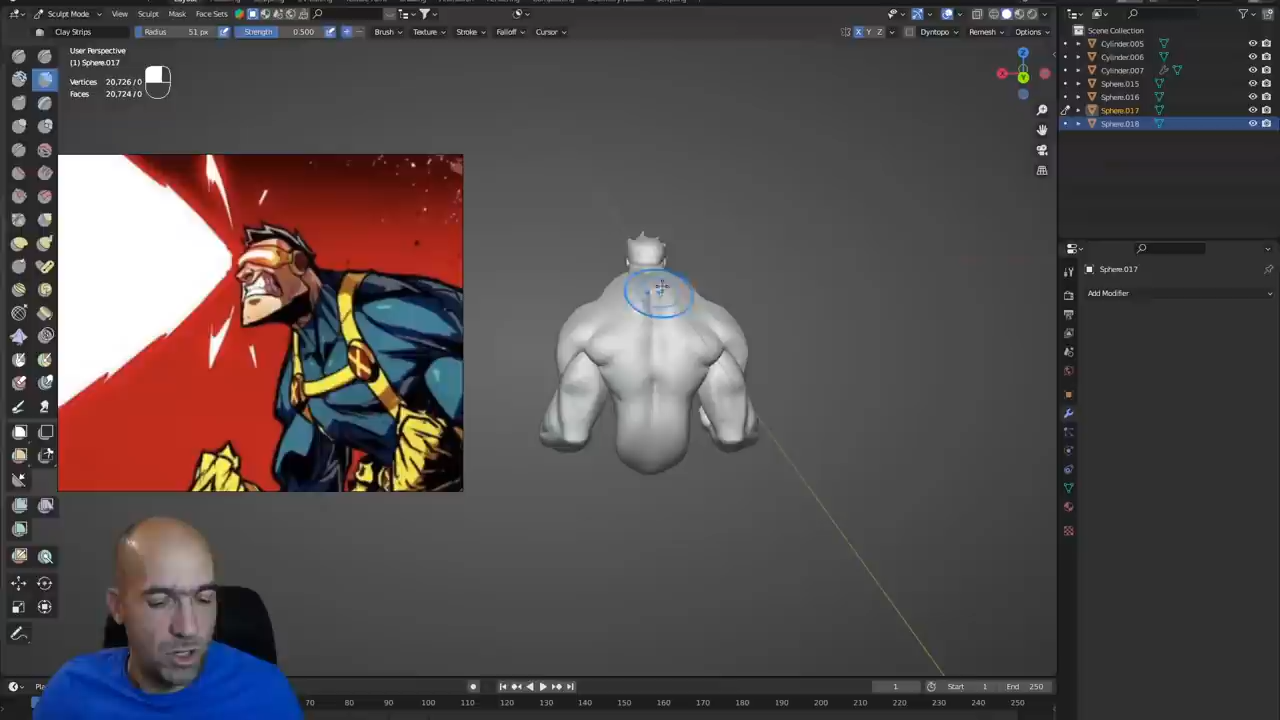 Sculpt Mode View Sculpt Mask Face Sets
Clay Strips Radius 51 px Strength 0.500 Brush Texture Stroke Falloff Cursor X Y Z Dyntopo Remesh Options
User Perspective
(1) Sphere.017
Vertices 20,726 / 0
Faces 20,724 / 0
Z
X
Y
Scene Collection
Cylinder.005
Cylinder.006
Cylinder.007
Sphere.015
Sphere.016
Sphere.017
Sphere.018
Sphere.017
Add Modifier
X
1 Start 1 End 250
70 80 90 100 110 120 130 140 150 160 170 180 190 200 210 220 230 240 250